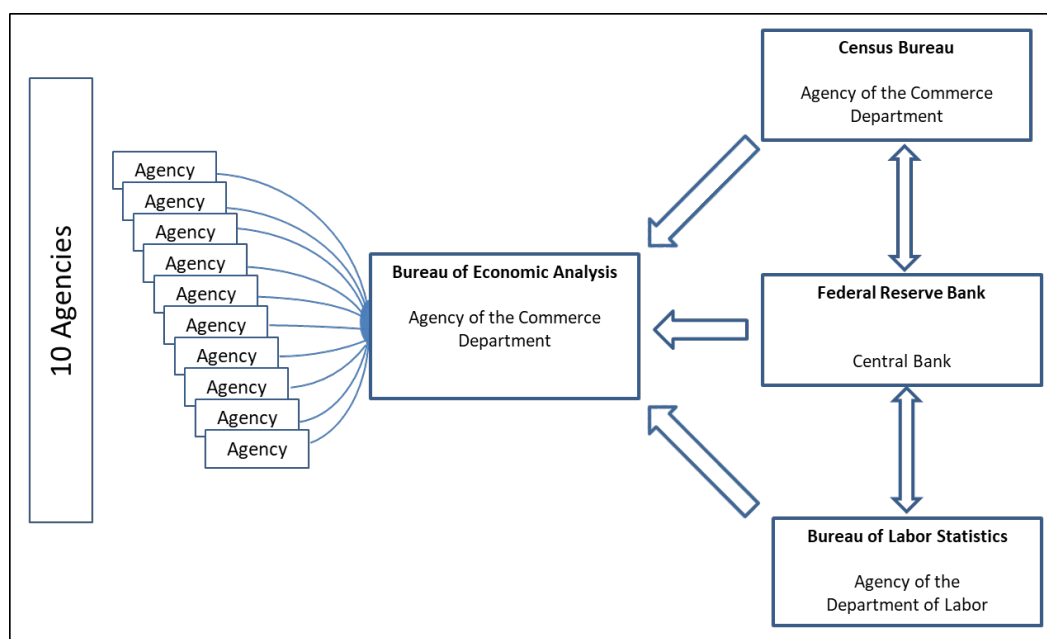 10 Agencies
Agency
Agency
Agency
Agency
Agency
Agency
Agency
Agency
Agency
Agency
Bureau of Economic Analysis
Agency of the Commerce
Department
Census Bureau
Agency of the Commerce
Department
Federal Reserve Bank
Central Bank
Bureau of Labor Statistics
Agency of the
Department of Labor